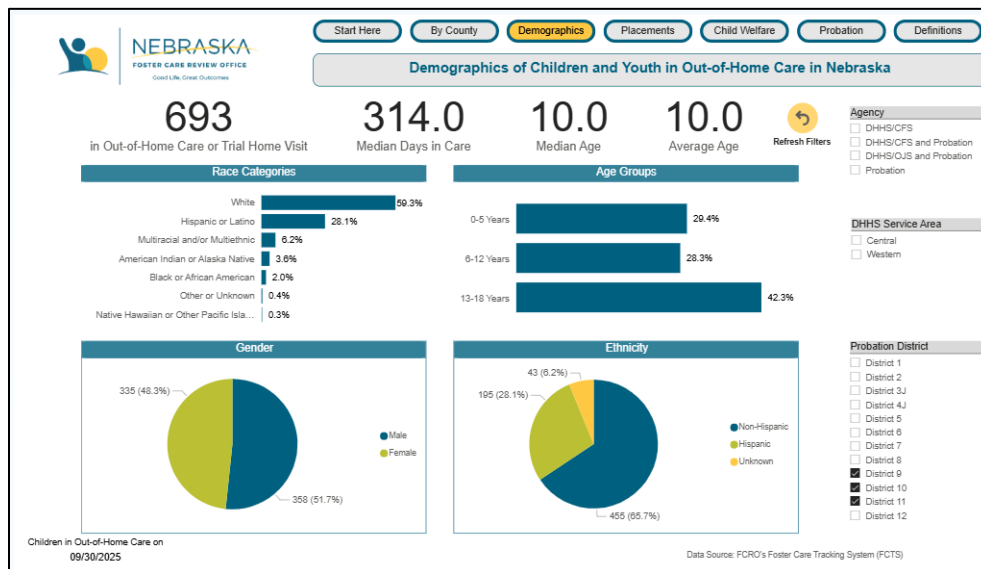 Start Here
By County
Demographics
Placements
Child Welfare
Probation
Definitions
NEBRASKA
FOSTER CARE REVIEW OFFICE
Good Life. Great Outcomes
Demographics of Children and Youth in Out-of-Home Care in Nebraska
693
in Out-of-Home Care or Trial Home Visit
314.0
Median Days in Care
10.0
Median Age
10.0
Average Age
Refresh Filters
Agency
DHHS/CFS
DHHS/CFS and Probation
DHHS/OJS and Probation
Probation
Race Categories
White 59.3%
Hispanic or Latino 28.1%
Multiracial and/or Multiethnic 6.2%
American Indian or Alaska Native 3.6%
Black or African American 2.0%
Other or Unknown 0.4%
Native Hawaiian or Other Pacific Isla... 0.3%
Age Groups
0-5 Years 29.4%
6-12 Years 28.3%
13-18 Years 42.3%
DHHS Service Area
Central
Western
Gender
335 (48.3%)
358 (51.7%)
Male
Female
Ethnicity
43 (6.2%)
195 (28.1%)
455 (65.7%)
Non-Hispanic
Hispanic
Unknown
Probation District
District 1
District 2
District 3J
District 4J
District 5
District 6
District 7
District 8
District 9
District 10
District 11
District 12
Children in Out-of-Home Care on
09/30/2025
Data Source: FCRO's Foster Care Tracking System (FCTS)